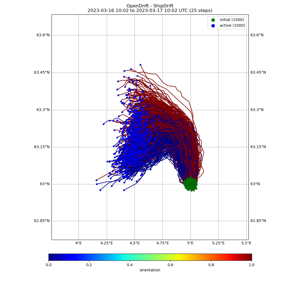 OpenDrift - ShipDrift
2023-03-16 10:02 to 2023-03-17 10:02 UTC (25 steps)
initial (1000)
active (1000)
63.6°N 63.6°N
63.45°N 63.45°N
63.3°N 63.3°N
63.15°N 63.15°N
63°N 63°N
62.85°N 62.85°N
4°E 4.25°E 4.5°E 4.75°E 5°E 5.25°E 5.5°E
0.0 0.2 0.4 0.6 0.8 1.0
orientation